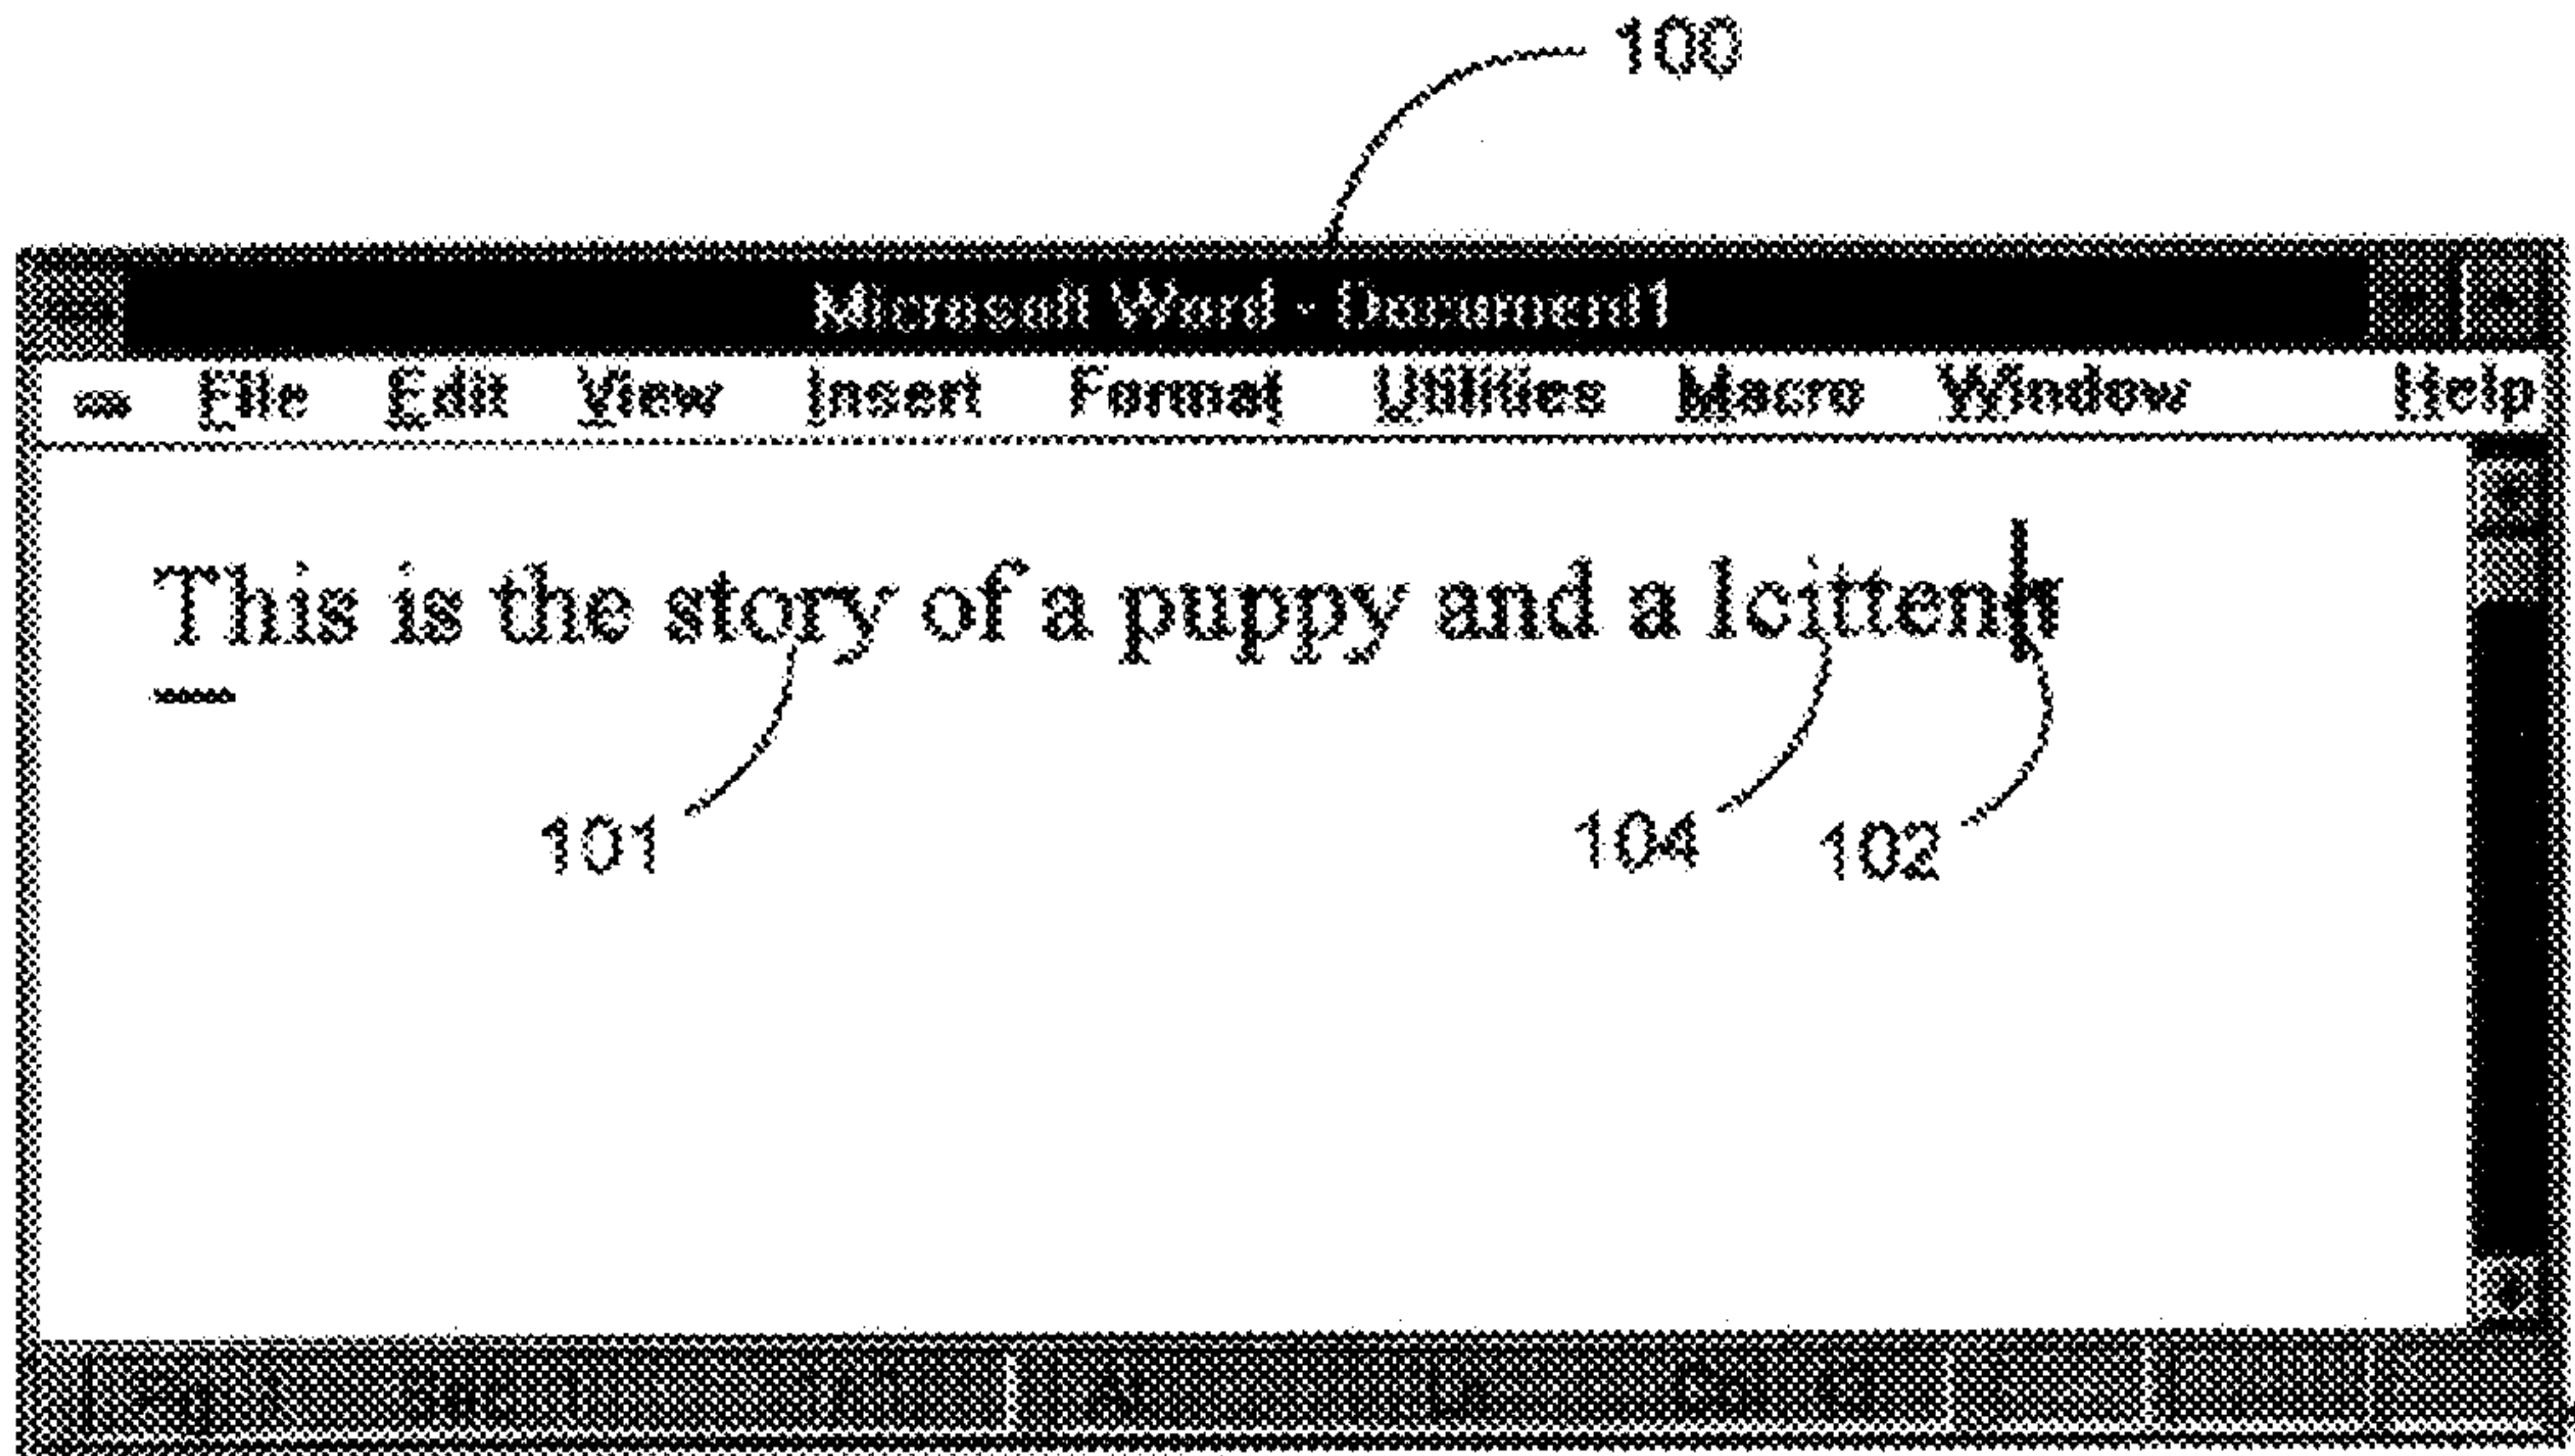 100
Microsoft Word - Document1
File Edit View Insert Format Utilities Macro Window Help
This is the story of a puppy and a lcitten
101 104 102